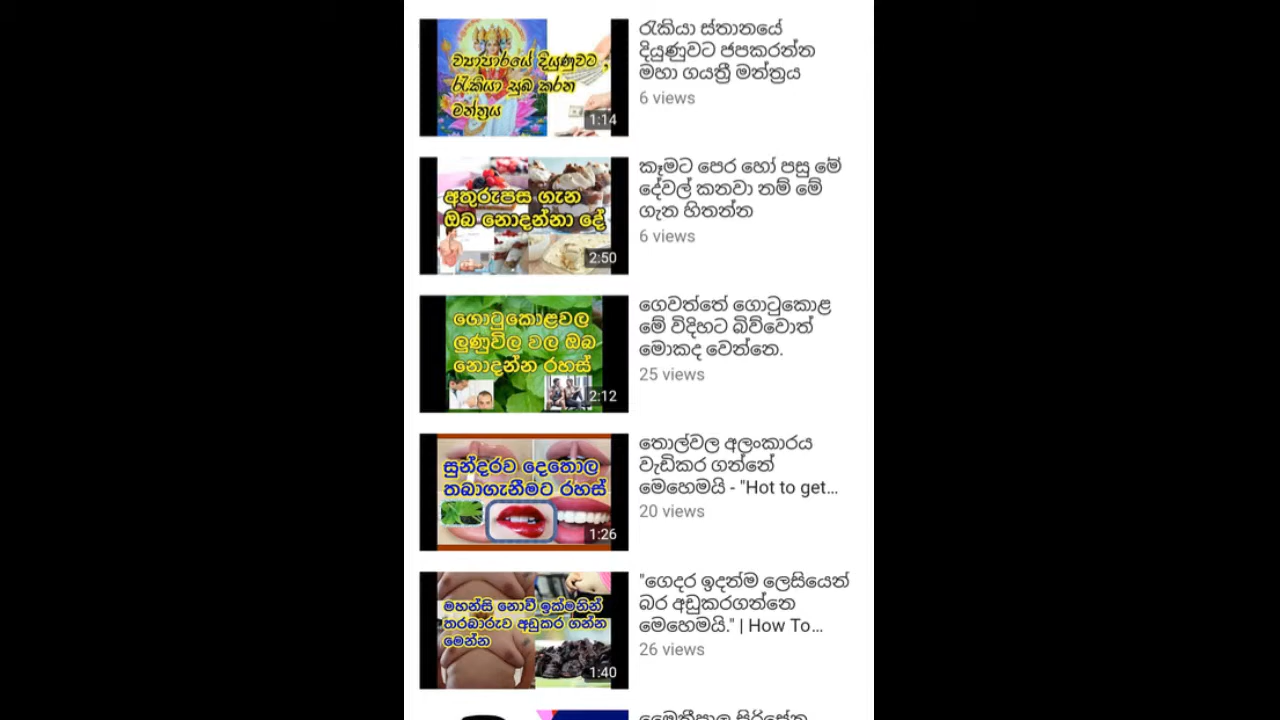 ව්‍යාපාරයේ දියුණුවට ,
රැකියා සුබ කරන
මන්ත්‍රය
1:14
රැකියා ස්තානයේ
දියුණුවට ජපකරන්න
මහා ගයත්‍රී මන්ත්‍රය
6 views
අතුරුපස ගැන
ඔබ නොදන්නා දේ
2:50
කෑමට පෙර හෝ පසු මේ
දේවල් කනවා නම් මේ
ගැන හිතන්න
6 views
ගොටුකොළවල
ලුණුවිල වල ඔබ
නොදන්න රහස්
2:12
ගෙවත්තේ ගොටුකොළ
මේ විදිහට බිව්වොත්
මොකද වෙන්නෙ.
25 views
සුන්දරව දෙතොල
තබාගැනීමට රහස්
1:26
තොල්වල අලංකාරය
වැඩිකර ගන්නේ
මෙහෙමයි - "Hot to get…
20 views
මහන්සි නොවී ඉක්මනින්
තරබාරුව අඩුකර ගන්න
මෙන්න
1:40
"ගෙදර ඉදන්ම ලෙසියෙන්
බර අඩුකරගන්නෙ
මෙහෙමයි." | How To…
26 views
මෛත්‍රීපාල සිරිසේන